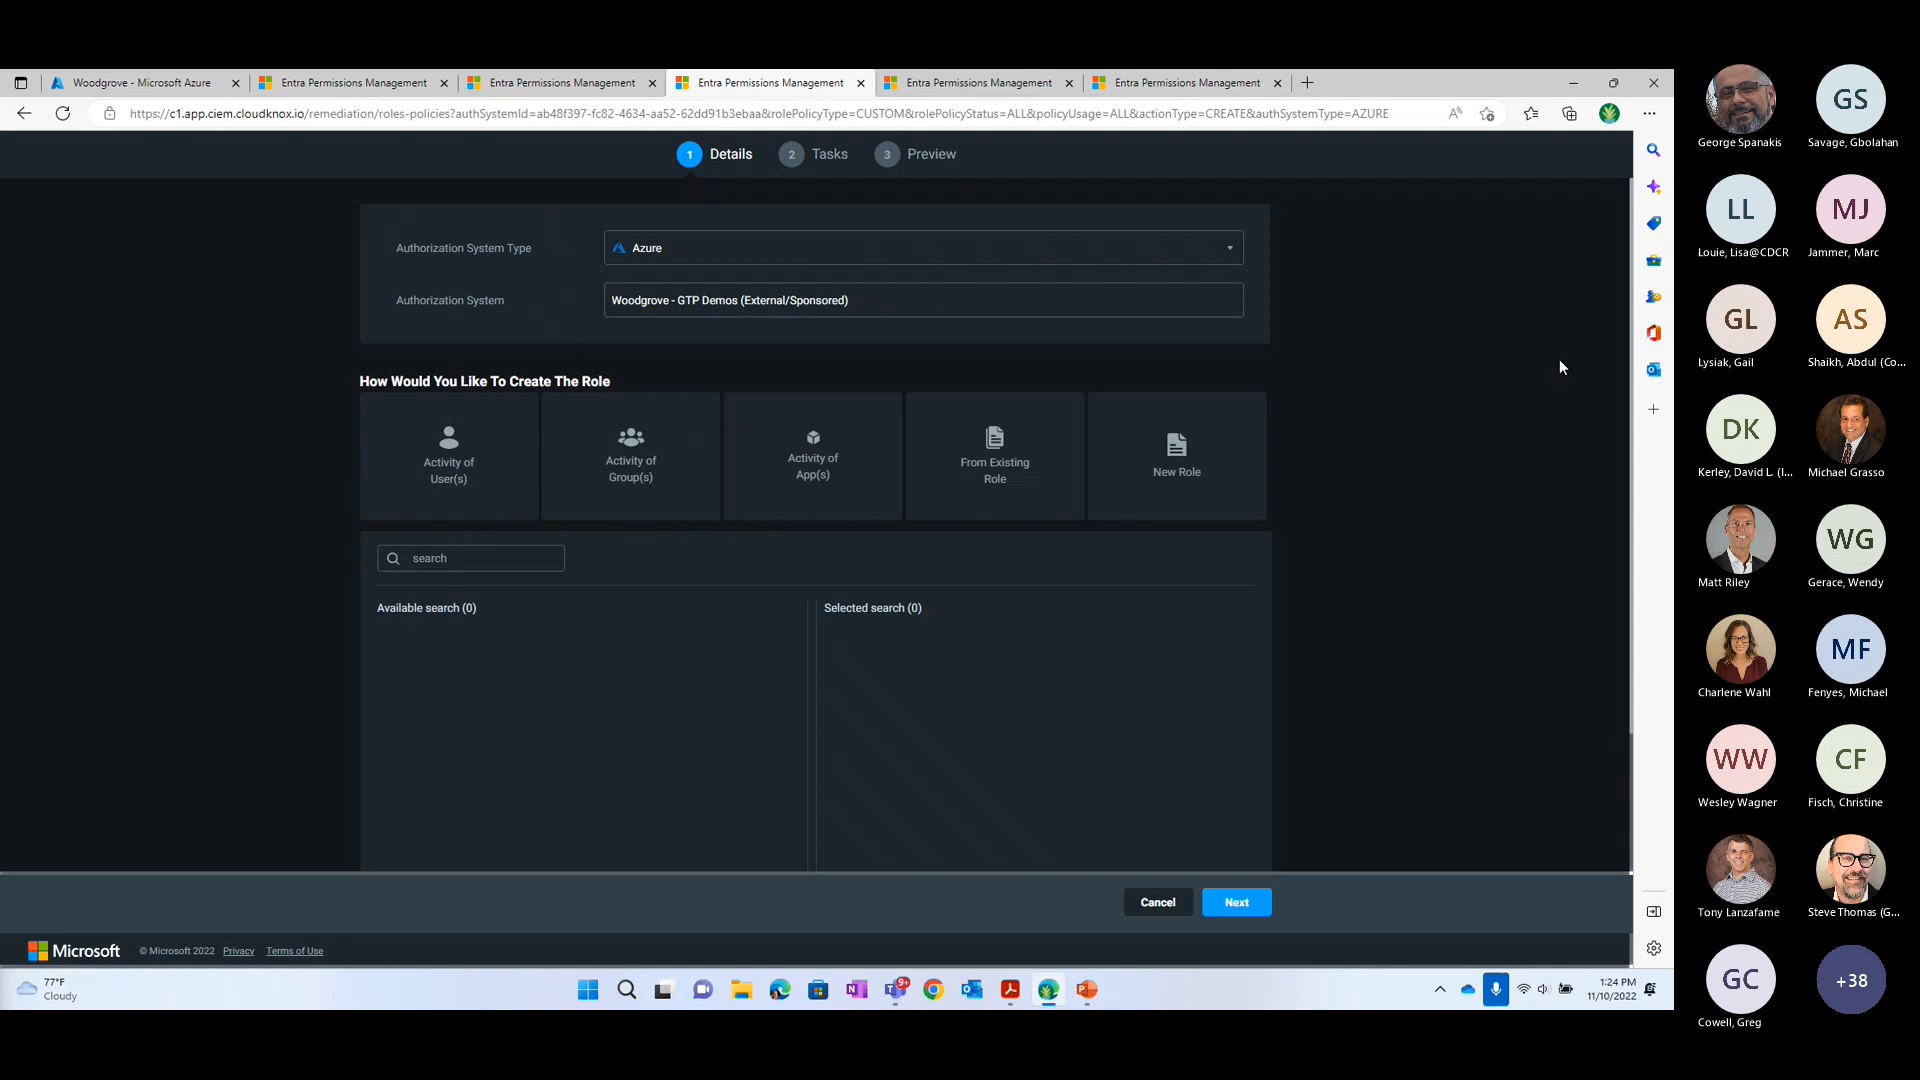 Woodgrove - Microsoft Azure
Entra Permissions Management
Entra Permissions Management
Entra Permissions Management
Entra Permissions Management
Entra Permissions Management
https://c1.app.ciem.cloudknox.io/remediation/roles-policies?authSystemId=ab48f397-fc82-4634-aa52-62dd91b3ebaa&rolePolicyType=CUSTOM&rolePolicyStatus=ALL&policyUsage=ALL&actionType=CREATE&authSystemType=AZURE
1 Details
2 Tasks
3 Preview
Authorization System Type
Azure
Authorization System
Woodgrove - GTP Demos (External/Sponsored)
How Would You Like To Create The Role
Activity of
User(s)
Activity of
Group(s)
Activity of
App(s)
From Existing
Role
New Role
search
Available search (0)
Selected search (0)
Cancel
Next
Microsoft
© Microsoft 2022
Privacy
Terms of Use
77°F
Cloudy
9+
1:24 PM
11/10/2022
George Spanakis
GS
Savage, Gbolahan
LL
Louie, Lisa@CDCR
MJ
Jammer, Marc
GL
Lysiak, Gail
AS
Shaikh, Abdul (Co...
DK
Kerley, David L. (I...
Michael Grasso
Matt Riley
WG
Gerace, Wendy
Charlene Wahl
MF
Fenyes, Michael
WW
Wesley Wagner
CF
Fisch, Christine
Tony Lanzafame
Steve Thomas (G...
GC
Cowell, Greg
+38